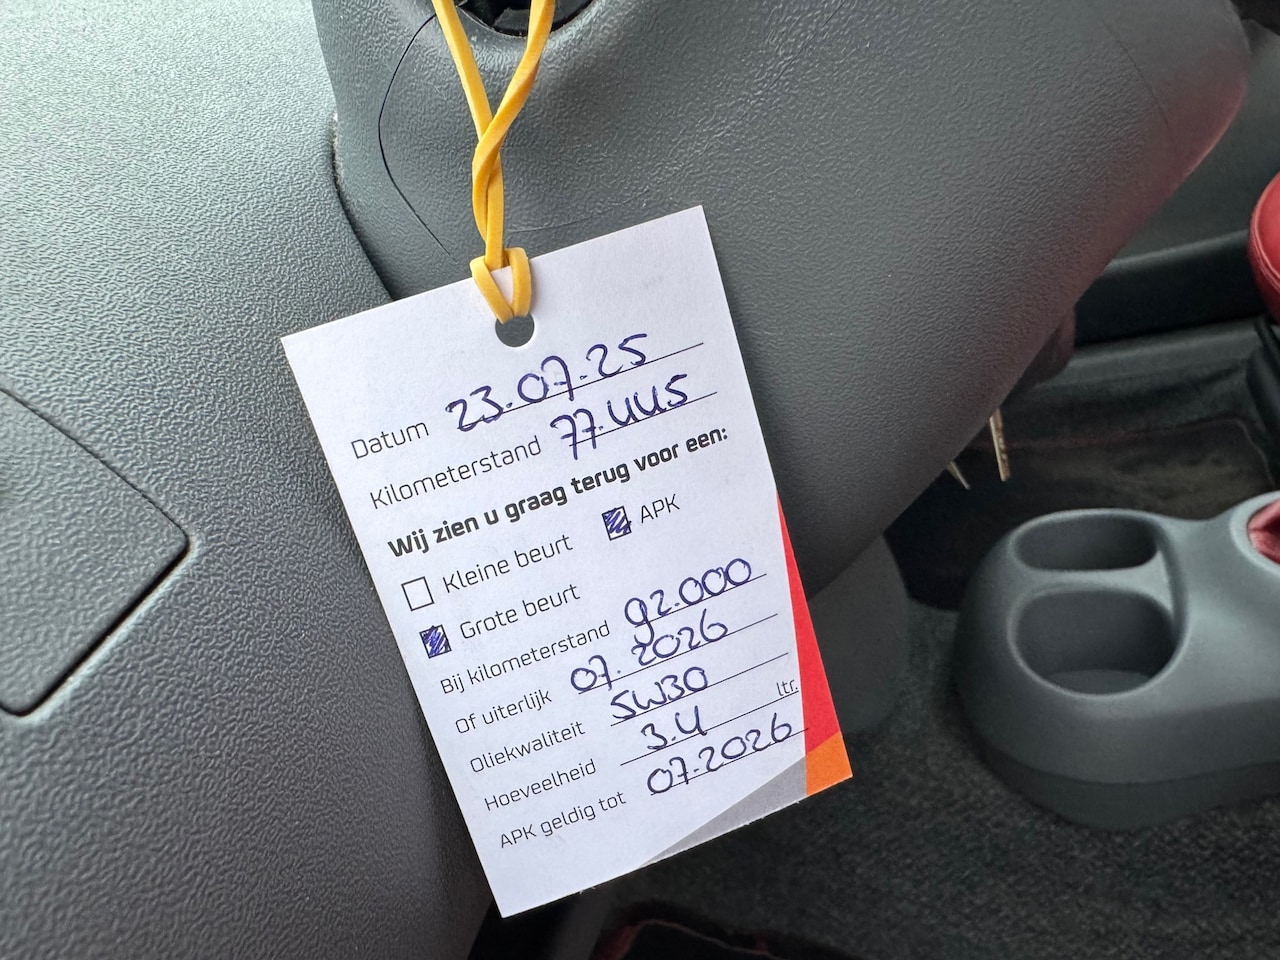 Datum 23.07.25
Kilometerstand 77.445
Wij zien u graag terug voor een:
Kleine beurt APK
Grote beurt
Bij kilometerstand 92.000
Of uiterlijk 07.2026
Oliekwaliteit 5W30
Hoeveelheid 3.4 ltr.
APK geldig tot 07-2026